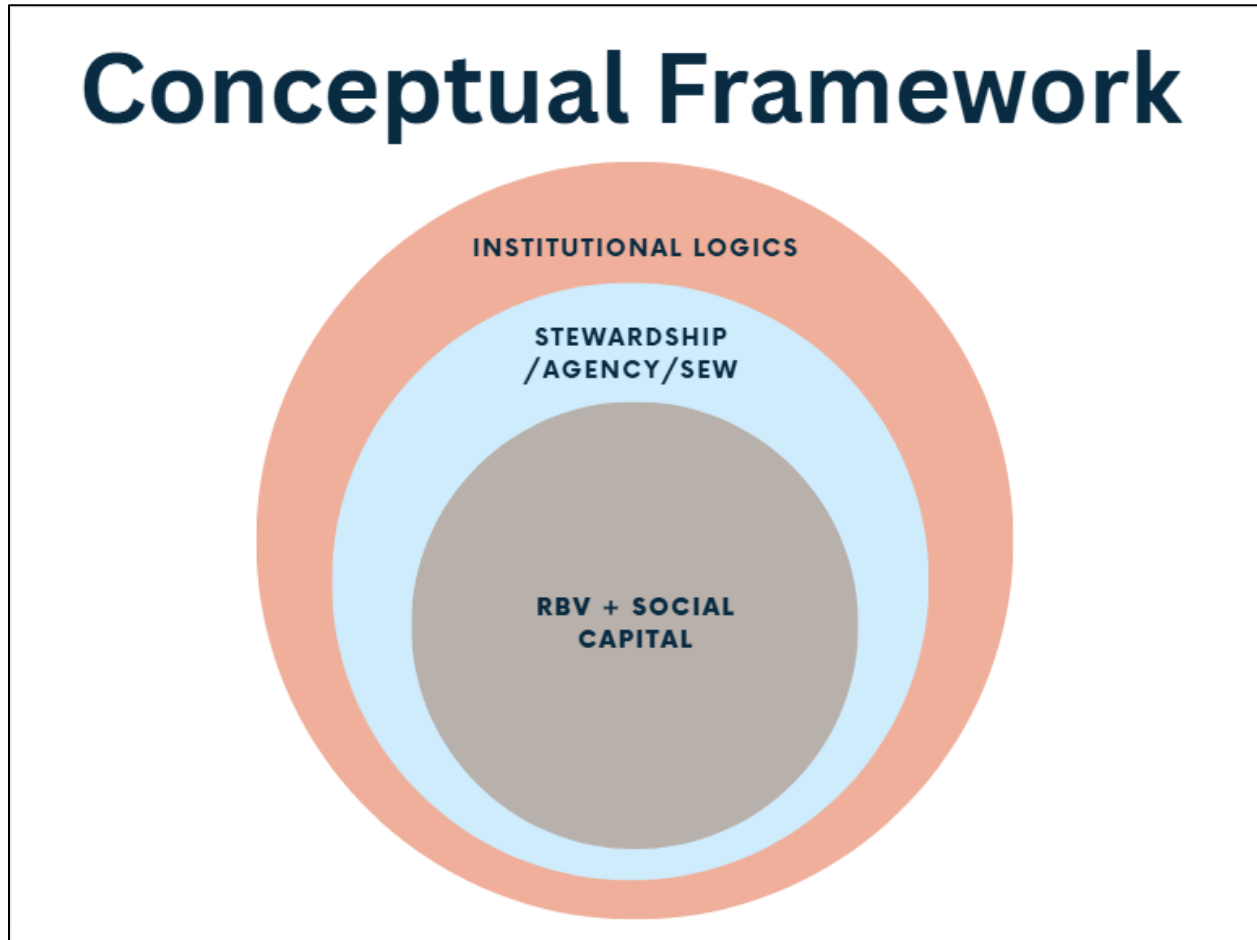 Conceptual Framework
INSTITUTIONAL LOGICS
STEWARDSHIP
/AGENCY/SEW
RBV + SOCIAL
CAPITAL